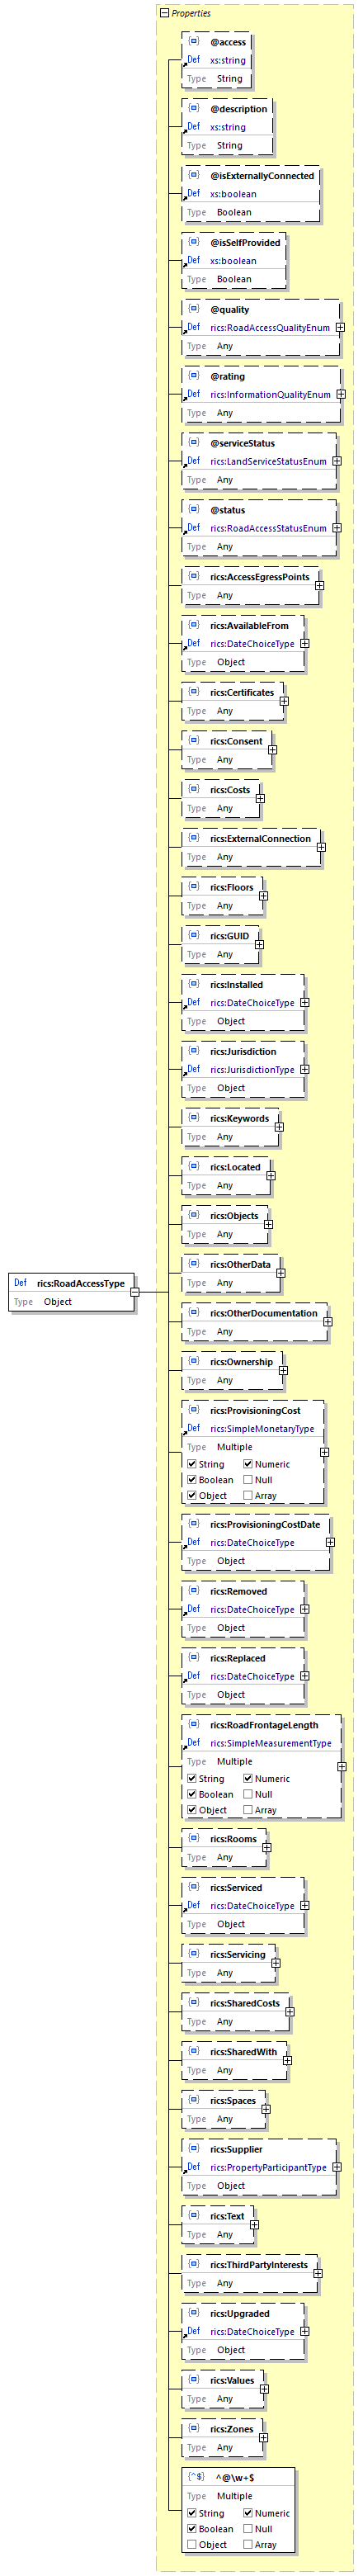 Properties
@access
Def xs:string
Type String
@description
Def xs:string
Type String
@isExternallyConnected
Def xs:boolean
Type Boolean
@isSelfProvided
Def xs:boolean
Type Boolean
@quality
Def rics:RoadAccessQualityEnum
Type Any
@rating
Def rics:InformationQualityEnum
Type Any
@serviceStatus
Def rics:LandServiceStatusEnum
Type Any
@status
Def rics:RoadAccessStatusEnum
Type Any
rics:AccessEgressPoints
Type Any
rics:AvailableFrom
Def rics:DateChoiceType
Type Object
rics:Certificates
Type Any
rics:Consent
Type Any
rics:Costs
Type Any
rics:ExternalConnection
Type Any
rics:Floors
Type Any
rics:GUID
Type Any
rics:Installed
Def rics:DateChoiceType
Type Object
rics:Jurisdiction
Def rics:JurisdictionType
Type Object
rics:Keywords
Type Any
rics:Located
Type Any
rics:Objects
Type Any
rics:OtherData
Type Any
Def rics:RoadAccessType
Type Object
rics:OtherDocumentation
Type Any
rics:Ownership
Type Any
rics:ProvisioningCost
Def rics:SimpleMonetaryType
Type Multiple
String Numeric
Boolean Null
Object Array
rics:ProvisioningCostDate
Def rics:DateChoiceType
Type Object
rics:Removed
Def rics:DateChoiceType
Type Object
rics:Replaced
Def rics:DateChoiceType
Type Object
rics:RoadFrontageLength
Def rics:SimpleMeasurementType
Type Multiple
String Numeric
Boolean Null
Object Array
rics:Rooms
Type Any
rics:Serviced
Def rics:DateChoiceType
Type Object
rics:Servicing
Type Any
rics:SharedCosts
Type Any
rics:SharedWith
Type Any
rics:Spaces
Type Any
rics:Supplier
Def rics:PropertyParticipantType
Type Object
rics:Text
Type Any
rics:ThirdPartyInterests
Type Any
rics:Upgraded
Def rics:DateChoiceType
Type Object
rics:Values
Type Any
rics:Zones
Type Any
{^$} ^@\w+$
Type Multiple
String Numeric
Boolean Null
Object Array